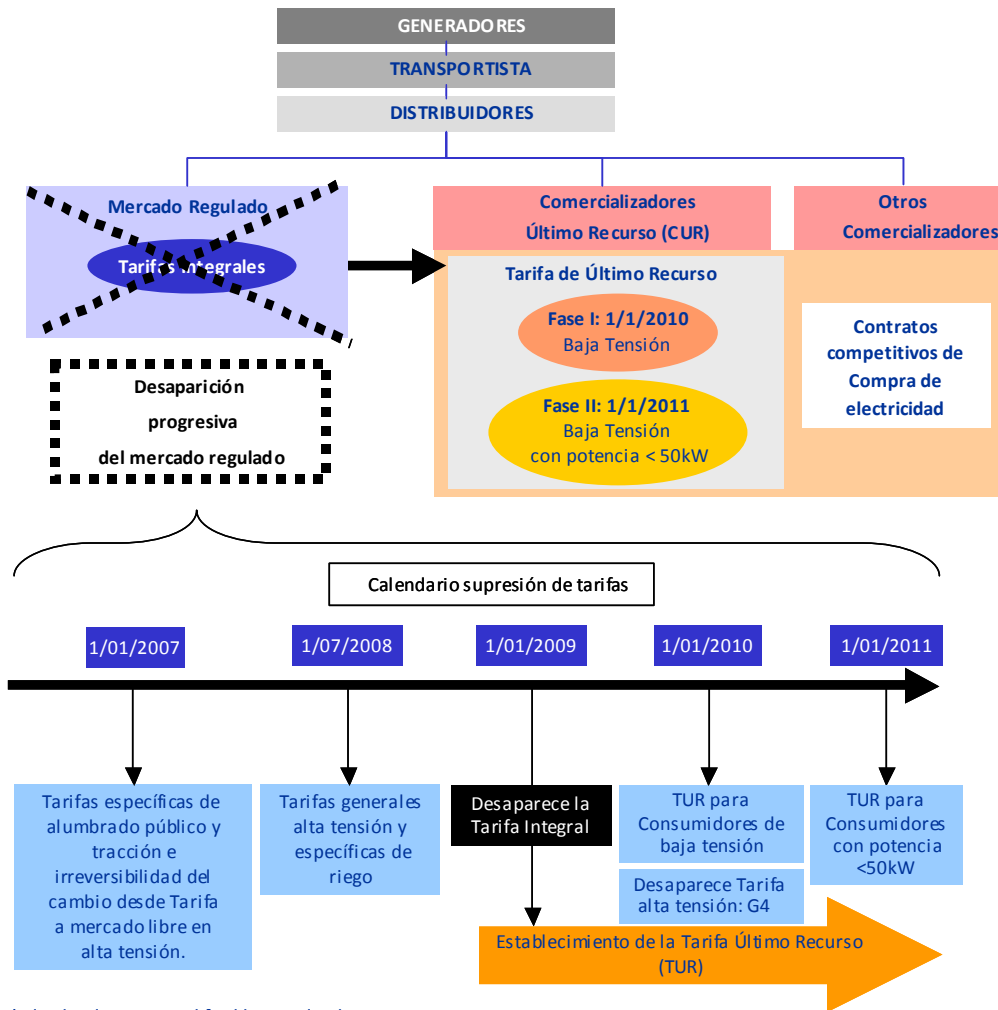 GENERADORES
TRANSPORTISTA
DISTRIBUIDORES
Mercado Regulado
Tarifas Integrales
Desaparición
progresiva
del mercado regulado
Comercializadores
Último Recurso (CUR)
Tarifa de Último Recurso
Fase I: 1/1/2010
Baja Tensión
Fase II: 1/1/2011
Baja Tensión
con potencia < 50kW
Otros
Comercializadores
Contratos
competitivos de
Compra de
electricidad
Calendario supresión de tarifas
1/01/2007
1/07/2008
1/01/2009
1/01/2010
1/01/2011
Tarifas específicas de
alumbrado público y
tracción e
irreversibilidad del
cambio desde Tarifa
a mercado libre en
alta tensión.
Tarifas generales
alta tensión y
específicas de
riego
Desaparece la
Tarifa Integral
TUR para
Consumidores de
baja tensión
Desaparece Tarifa
alta tensión: G4
TUR para
Consumidores
con potencia
<50kW
Establecimiento de la Tarifa Último Recurso
(TUR)